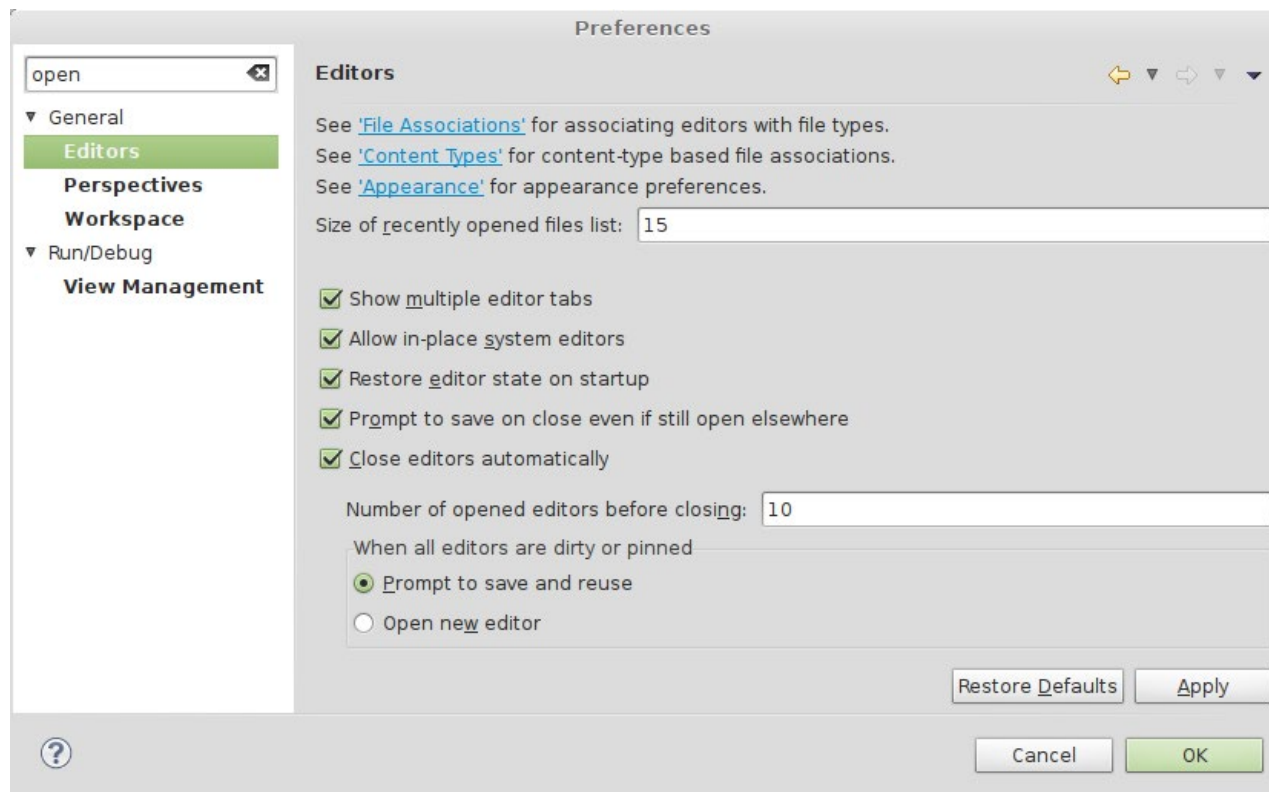 Preferences
open
General
Editors
Perspectives
Workspace
Run/Debug
View Management
Editors
See 'File Associations' for associating editors with file types.
See 'Content Types' for content-type based file associations.
See 'Appearance' for appearance preferences.
Size of recently opened files list: 15
Show multiple editor tabs
Allow in-place system editors
Restore editor state on startup
Prompt to save on close even if still open elsewhere
Close editors automatically
Number of opened editors before closing: 10
When all editors are dirty or pinned
Prompt to save and reuse
Open new editor
Restore Defaults Apply
? Cancel OK